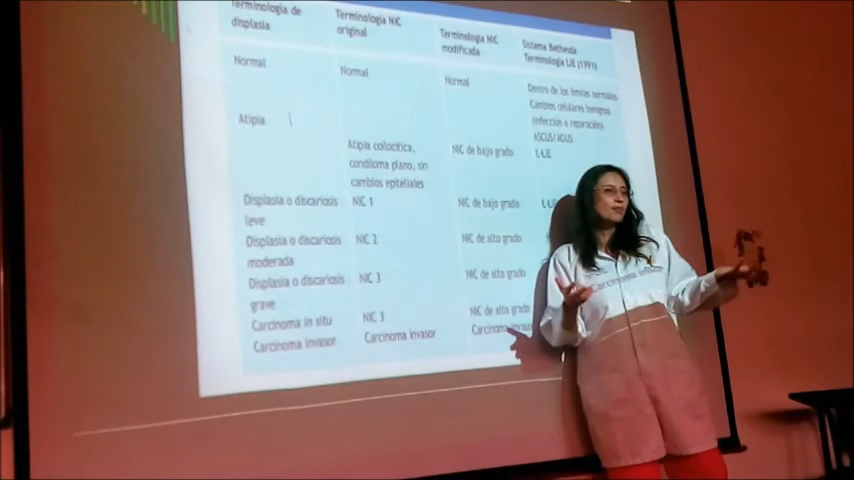 Terminología de
displasia
Terminología NIC
original
Terminología NIC
modificada
Sistema Bethesda
Terminología LIE (1991)
Normal
Normal
Normal
Dentro de los límites normales
Cambios celulares benignos
(infección o reparación)
ASCUS/AGUS
Atipia
Atipia coilocítica,
condiloma plano, sin
cambios epiteliales
NIC de bajo grado
L-LIE
Displasia o discariosis
leve
NIC 1
NIC de bajo grado
Displasia o discariosis
moderada
NIC 2
NIC de alto grado
Displasia o discariosis
grave
NIC 3
NIC de alto grado
Carcinoma in situ
NIC 3
NIC de alto grado
Carcinoma invasor
Carcinoma invasor
Carcinoma invasor
Carcinoma